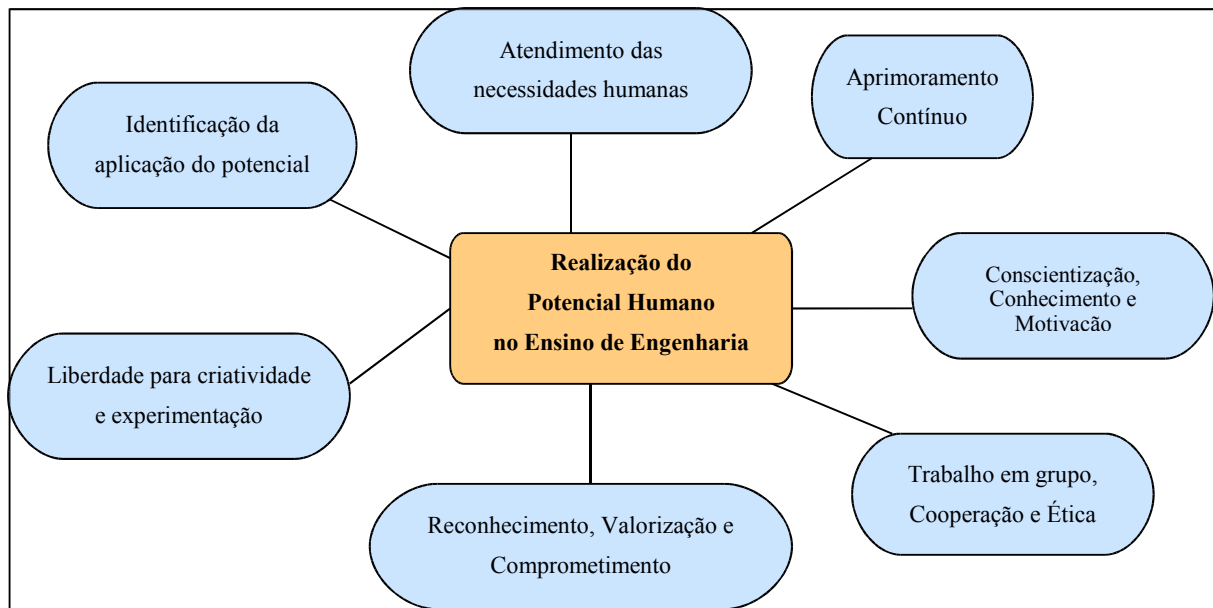 Atendimento das
necessidades humanas
Aprimoramento
Contínuo
Identificação da
aplicação do potencial
Realização do
Potencial Humano
no Ensino de Engenharia
Conscientização,
Conhecimento e
Motivacão
Liberdade para criatividade
e experimentação
Trabalho em grupo,
Cooperação e Ética
Reconhecimento, Valorização e
Comprometimento